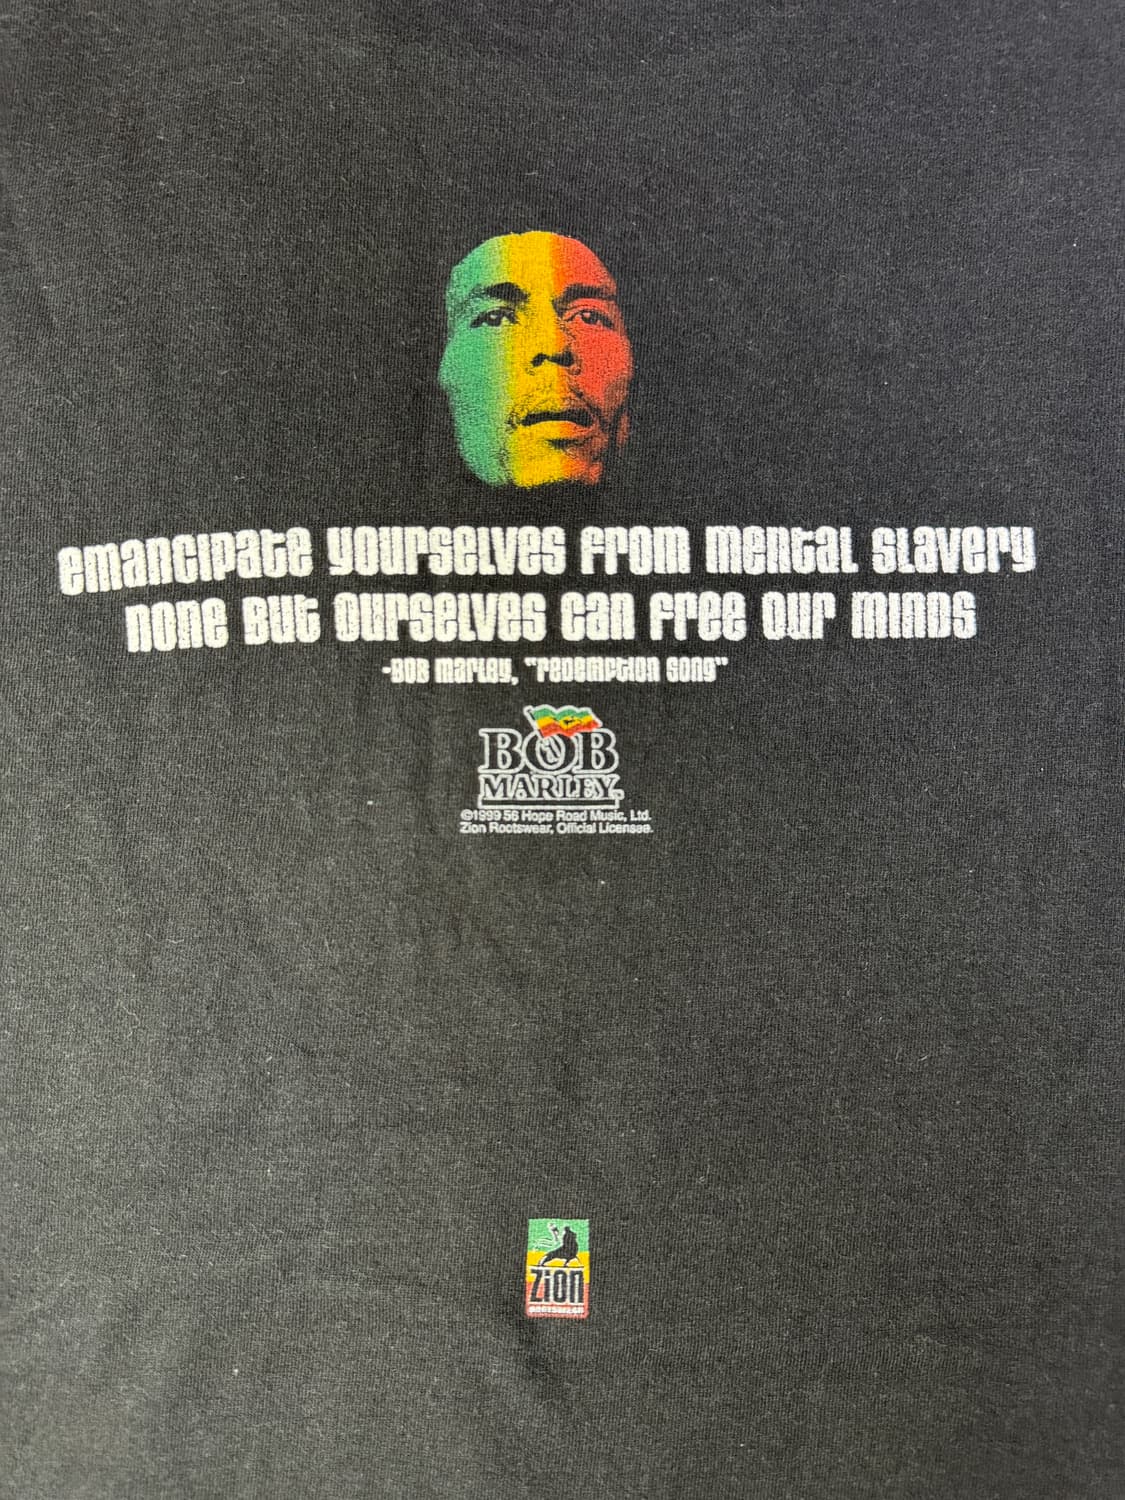 emancipate yourselves from mental slavery
none but ourselves can free our minds
-Bob Marley, "redemption song"
BOB
MARLEY
©1999 56 Hope Road Music, Ltd.
Zion Rootswear, Official Licensee.
Zion
ROOTSWEAR